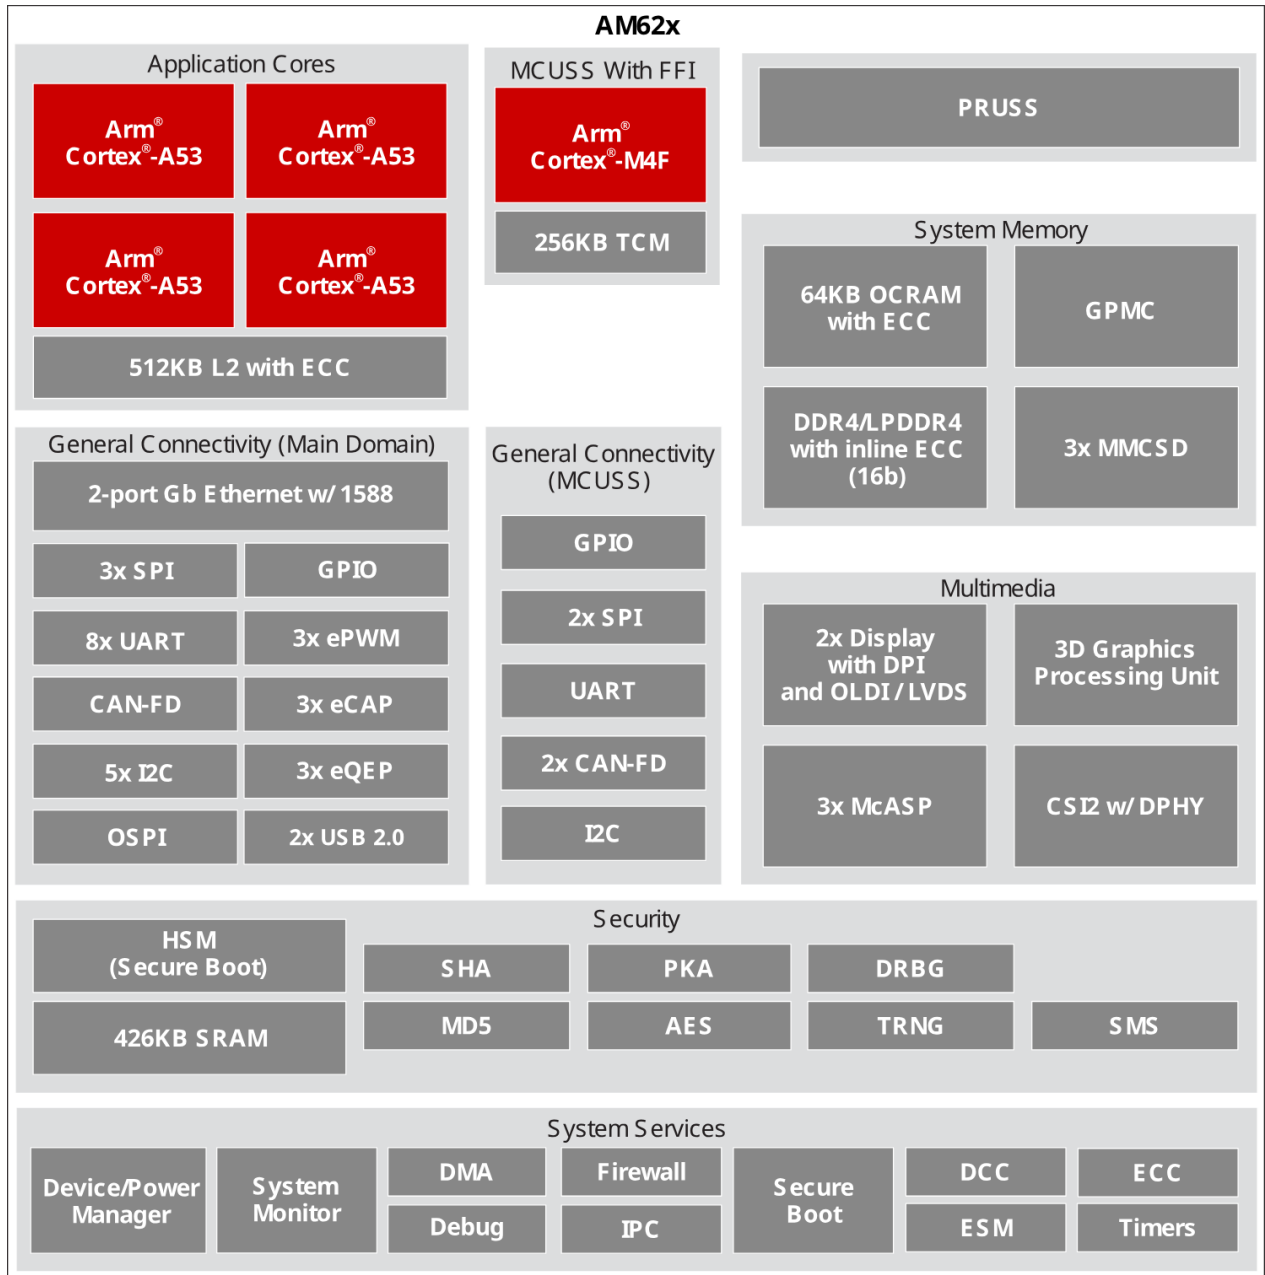 AM62x
Application Cores
Arm®
Cortex®-A53
Arm®
Cortex®-A53
Arm®
Cortex®-A53
Arm®
Cortex®-A53
512KB L2 with ECC
MCUSS With FFI
Arm®
Cortex®-M4F
256KB TCM
PRUSS
System Memory
64KB OCRAM
with ECC
GPMC
DDR4/LPDDR4
with inline ECC
(16b)
3x MMCSD
General Connectivity (Main Domain)
2-port Gb Ethernet w/ 1588
3x SPI
GPIO
8x UART
3x ePWM
CAN-FD
3x eCAP
5x I2C
3x eQEP
OSPI
2x USB 2.0
General Connectivity
(MCUSS)
GPIO
2x SPI
UART
2x CAN-FD
I2C
Multimedia
2x Display
with DPI
and OLDI / LVDS
3D Graphics
Processing Unit
3x McASP
CSI2 w/ DPHY
Security
HSM
(Secure Boot)
426KB SRAM
SHA
PKA
DRBG
MD5
AES
TRNG
SMS
System Services
Device/Power
Manager
System
Monitor
DMA
Debug
Firewall
IPC
Secure
Boot
DCC
ESM
ECC
Timers